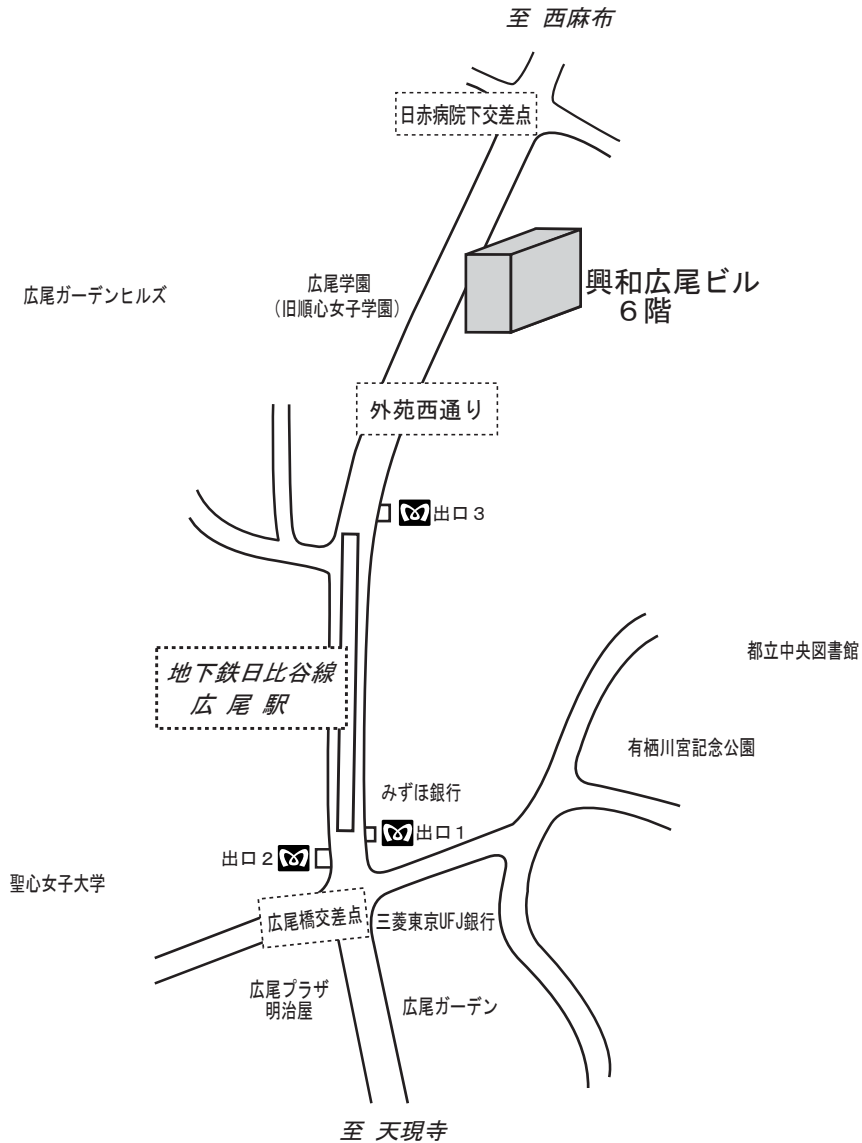 至 西麻布
日赤病院下交差点
広尾ガーデンヒルズ
広尾学園
（旧順心女子学園）
興和広尾ビル
６階
外苑西通り
出口３
地下鉄日比谷線
広 尾 駅
都立中央図書館
有栖川宮記念公園
みずほ銀行
出口１
出口２
聖心女子大学
広尾橋交差点
三菱東京UFJ銀行
広尾プラザ
明治屋
広尾ガーデン
至 天現寺